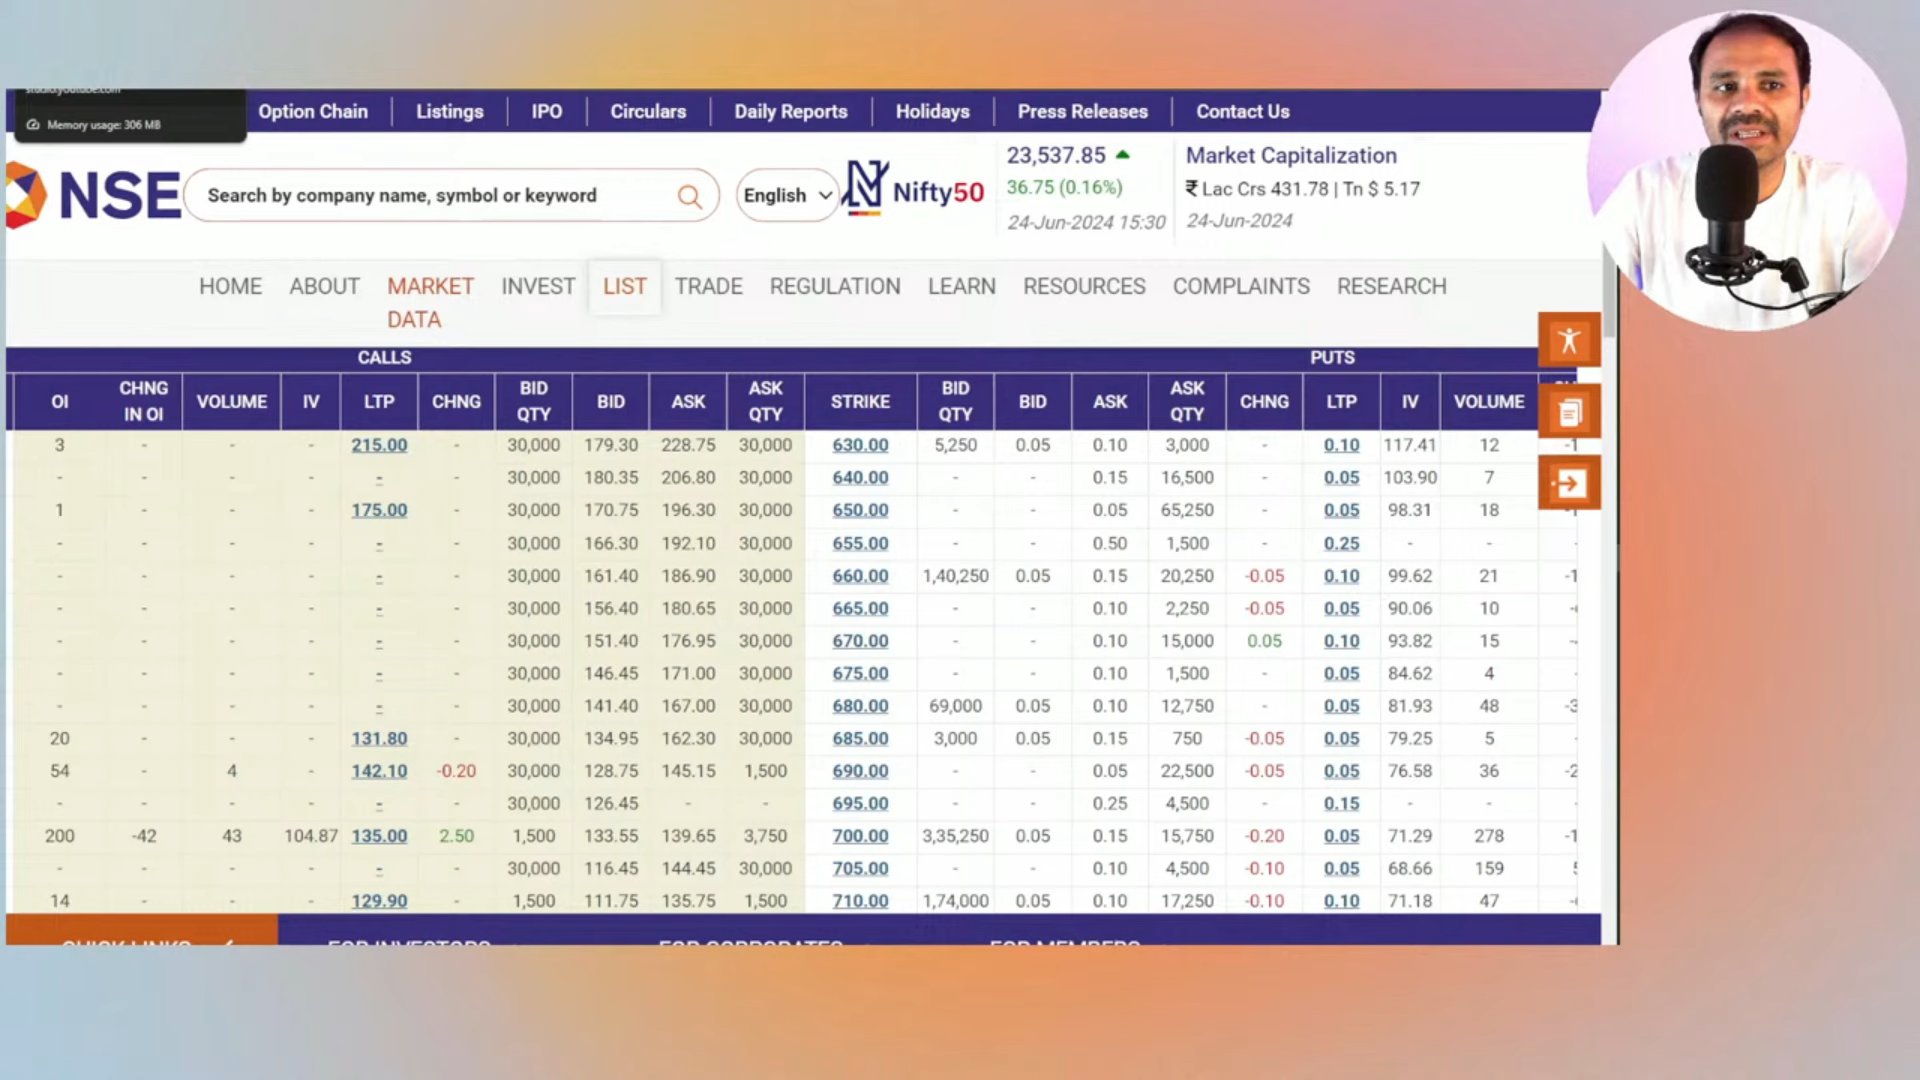 studio.youtube.com
Memory usage: 306 MB
Option Chain Listings IPO Circulars Daily Reports Holidays Press Releases Contact Us
NSE
Search by company name, symbol or keyword
English
Nifty50
23,537.85
36.75 (0.16%)
24-Jun-2024 15:30
Market Capitalization
₹ Lac Crs 431.78 | Tn $ 5.17
24-Jun-2024
HOME ABOUT MARKET DATA INVEST LIST TRADE REGULATION LEARN RESOURCES COMPLAINTS RESEARCH
CALLS PUTS
OI CHNG IN OI VOLUME IV LTP CHNG BID QTY BID ASK ASK QTY STRIKE BID QTY BID ASK ASK QTY CHNG LTP IV VOLUME
3 - - - 215.00 - 30,000 179.30 228.75 30,000 630.00 5,250 0.05 0.10 3,000 - 0.10 117.41 12 -1
- - - - - - 30,000 180.35 206.80 30,000 640.00 - - 0.15 16,500 - 0.05 103.90 7
1 - - - 175.00 - 30,000 170.75 196.30 30,000 650.00 - - 0.05 65,250 - 0.05 98.31 18
- - - - - - 30,000 166.30 192.10 30,000 655.00 - - 0.50 1,500 - 0.25 - - -
- - - - - - 30,000 161.40 186.90 30,000 660.00 1,40,250 0.05 0.15 20,250 -0.05 0.10 99.62 21 -1
- - - - - - 30,000 156.40 180.65 30,000 665.00 - - 0.10 2,250 -0.05 0.05 90.06 10
- - - - - - 30,000 151.40 176.95 30,000 670.00 - - 0.10 15,000 0.05 0.10 93.82 15
- - - - - - 30,000 146.45 171.00 30,000 675.00 - - 0.10 1,500 - 0.05 84.62 4
- - - - - - 30,000 141.40 167.00 30,000 680.00 69,000 0.05 0.10 12,750 - 0.05 81.93 48 -3
20 - - - 131.80 - 30,000 134.95 162.30 30,000 685.00 3,000 0.05 0.15 750 -0.05 0.05 79.25 5
54 - 4 - 142.10 -0.20 30,000 128.75 145.15 1,500 690.00 - - 0.05 22,500 -0.05 0.05 76.58 36 -2
- - - - - - 30,000 126.45 - - 695.00 - - 0.25 4,500 - 0.15 - - -
200 -42 43 104.87 135.00 2.50 1,500 133.55 139.65 3,750 700.00 3,35,250 0.05 0.15 15,750 -0.20 0.05 71.29 278 -1
- - - - - - 30,000 116.45 144.45 30,000 705.00 - - 0.10 4,500 -0.10 0.05 68.66 159
14 - - - 129.90 - 1,500 111.75 135.75 1,500 710.00 1,74,000 0.05 0.10 17,250 -0.10 0.10 71.18 47
QUICK LINKS FOR INVESTORS FOR CORPORATES FOR MEMBERS